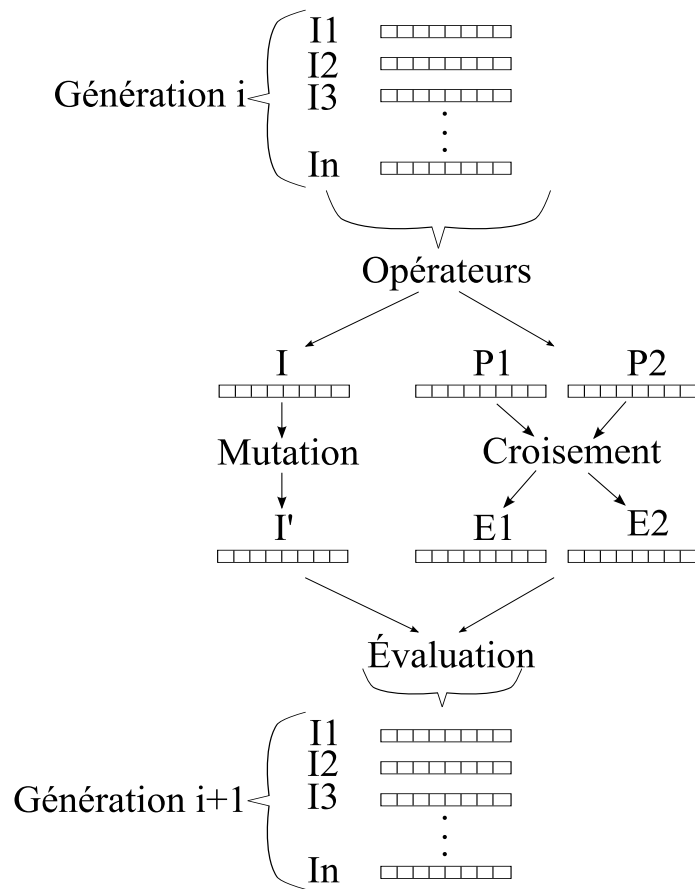 I1
I2
Génération i
I3
In
Opérateurs
I P1 P2
Mutation Croisement
I' E1 E2
Évaluation
I1
I2
Génération i+1
I3
In